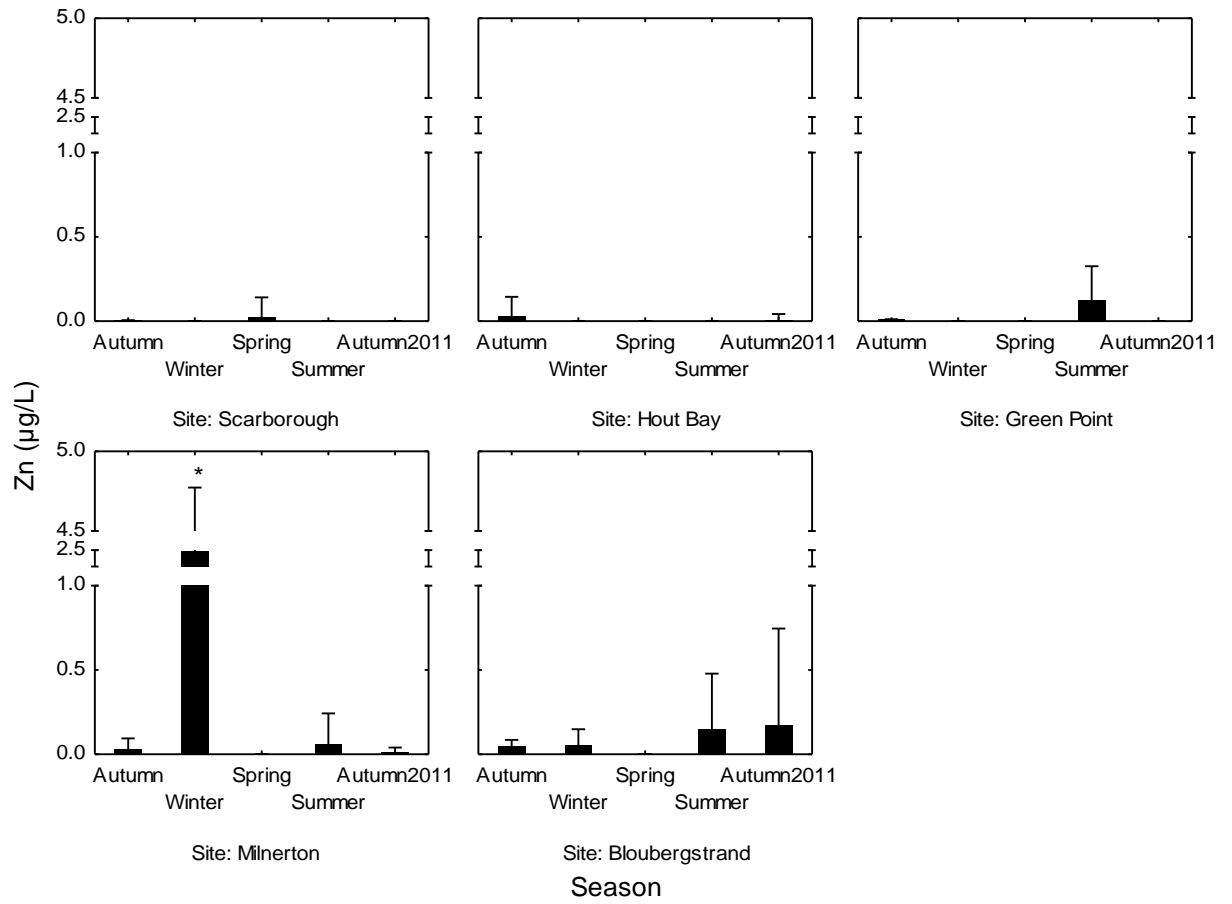 Zn (µg/L)
5.0
4.5
2.5
1.0
0.5
0.0
Autumn Spring Autumn2011
Winter Summer
Site: Scarborough
Autumn Spring Autumn2011
Winter Summer
Site: Hout Bay
Autumn Spring Autumn2011
Winter Summer
Site: Green Point
5.0
*
4.5
2.5
1.0
0.5
0.0
Autumn Spring Autumn2011
Winter Summer
Site: Milnerton
Autumn Spring Autumn2011
Winter Summer
Site: Bloubergstrand
Season